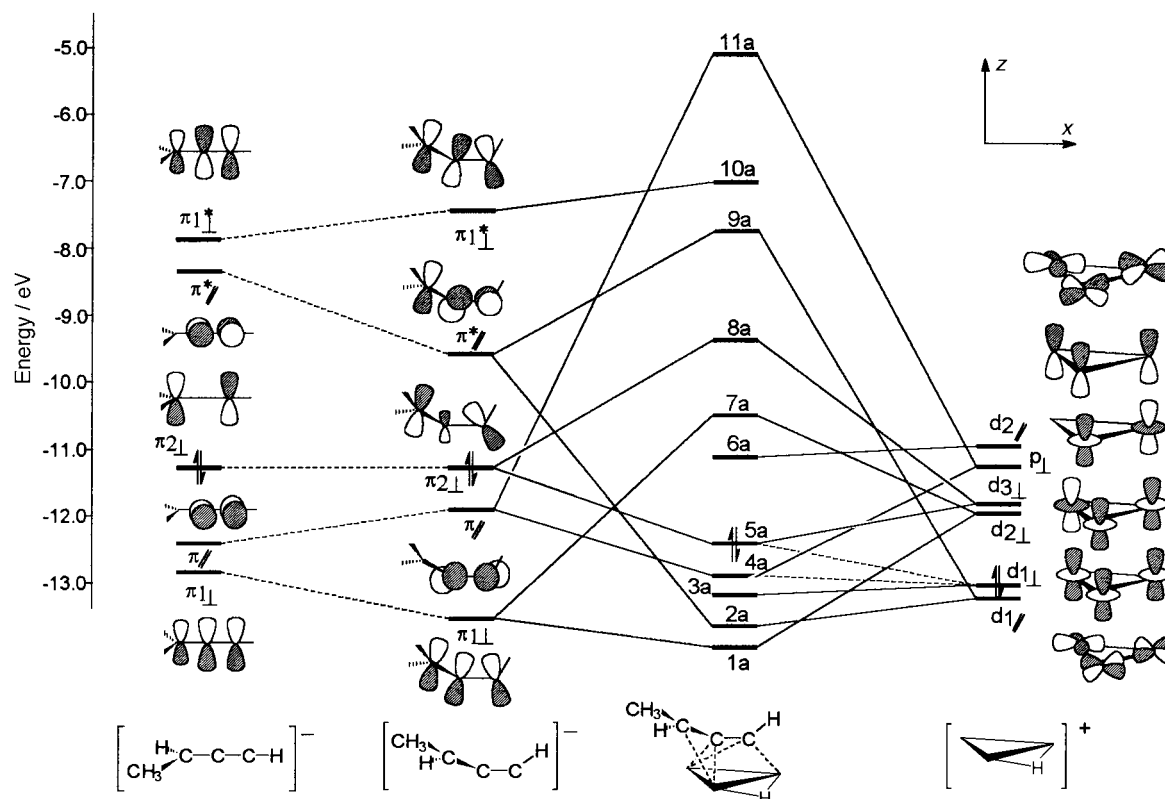 Energy / eV
-5.0
-6.0
-7.0
-8.0
-9.0
-10.0
-11.0
-12.0
-13.0
π1*⊥
π*//
π2⊥
π//
π1⊥
π1*⊥
π*//
π2⊥
π//
π1⊥
11a
10a
9a
8a
7a
6a
5a
4a
3a
2a
1a
z
x
d2//
p⊥
d3⊥
d2⊥
d1⊥
d1//
[ H CH3 C—C—C—H ]−
[ CH3 H C C—C H ]−
CH3 H C C—C H H
[ H ]+